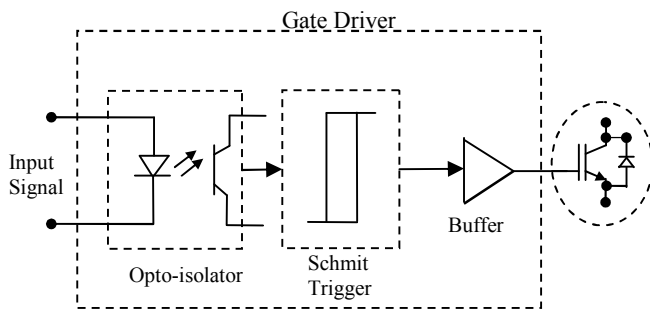 Gate Driver
Input
Signal
Opto-isolator
Schmit
Trigger
Buffer